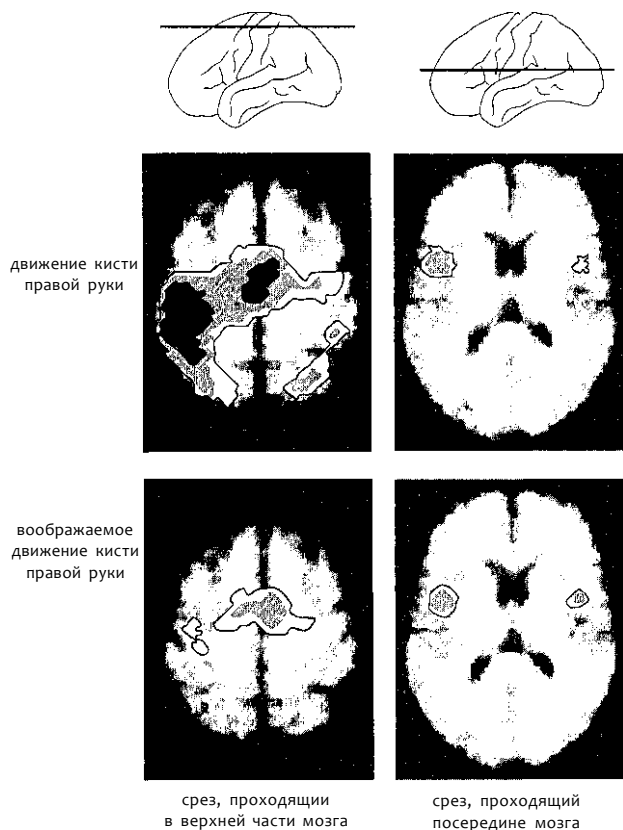 движение кисти
правой руки
воображаемое
движение кисти
правой руки
срез, проходящии
в верхней части мозга
срез, проходящий
посередине мозга